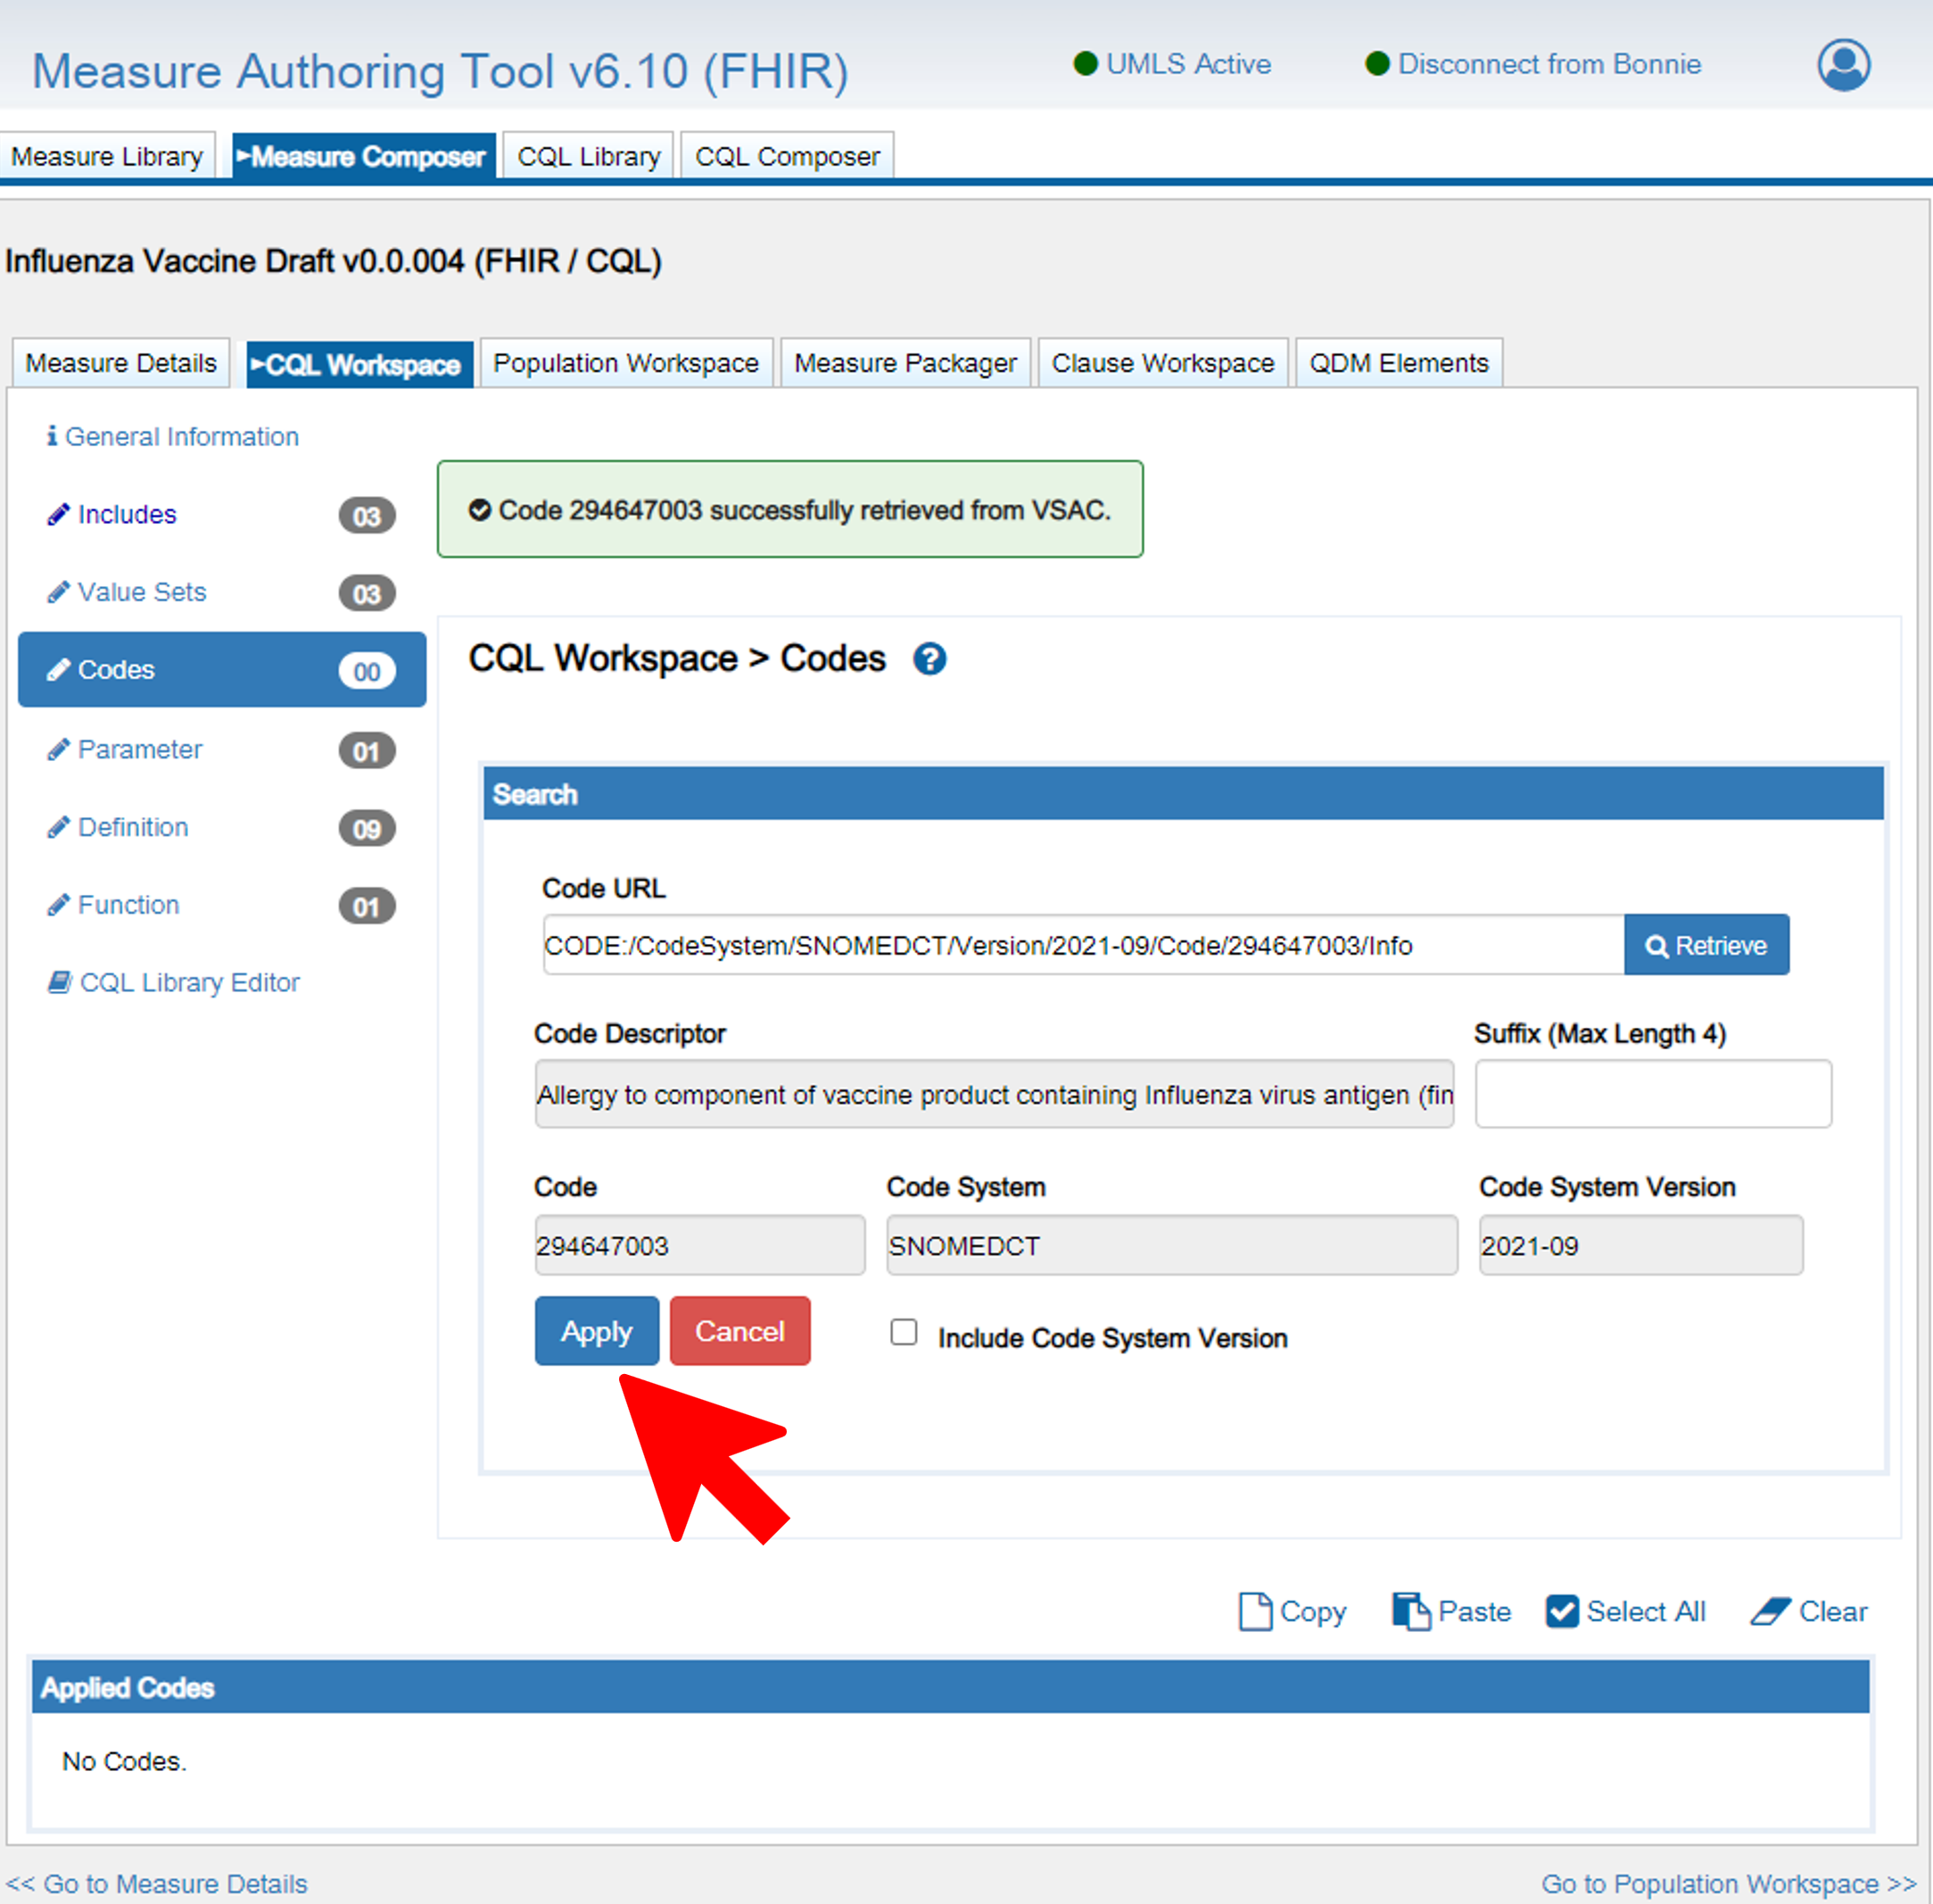 Measure Authoring Tool v6.10 (FHIR)
UMLS Active
Disconnect from Bonnie
Measure Library
►Measure Composer
CQL Library
CQL Composer
Influenza Vaccine Draft v0.0.004 (FHIR / CQL)
Measure Details
►CQL Workspace
Population Workspace
Measure Packager
Clause Workspace
QDM Elements
General Information
Includes 03
Value Sets 03
Codes 00
Parameter 01
Definition 09
Function 01
CQL Library Editor
Code 294647003 successfully retrieved from VSAC.
CQL Workspace > Codes ?
Search
Code URL
CODE:/CodeSystem/SNOMEDCT/Version/2021-09/Code/294647003/Info
Retrieve
Code Descriptor
Suffix (Max Length 4)
Allergy to component of vaccine product containing Influenza virus antigen (fin
Code
Code System
Code System Version
294647003
SNOMEDCT
2021-09
Apply
Cancel
Include Code System Version
Copy
Paste
Select All
Clear
Applied Codes
No Codes.
<< Go to Measure Details
Go to Population Workspace >>